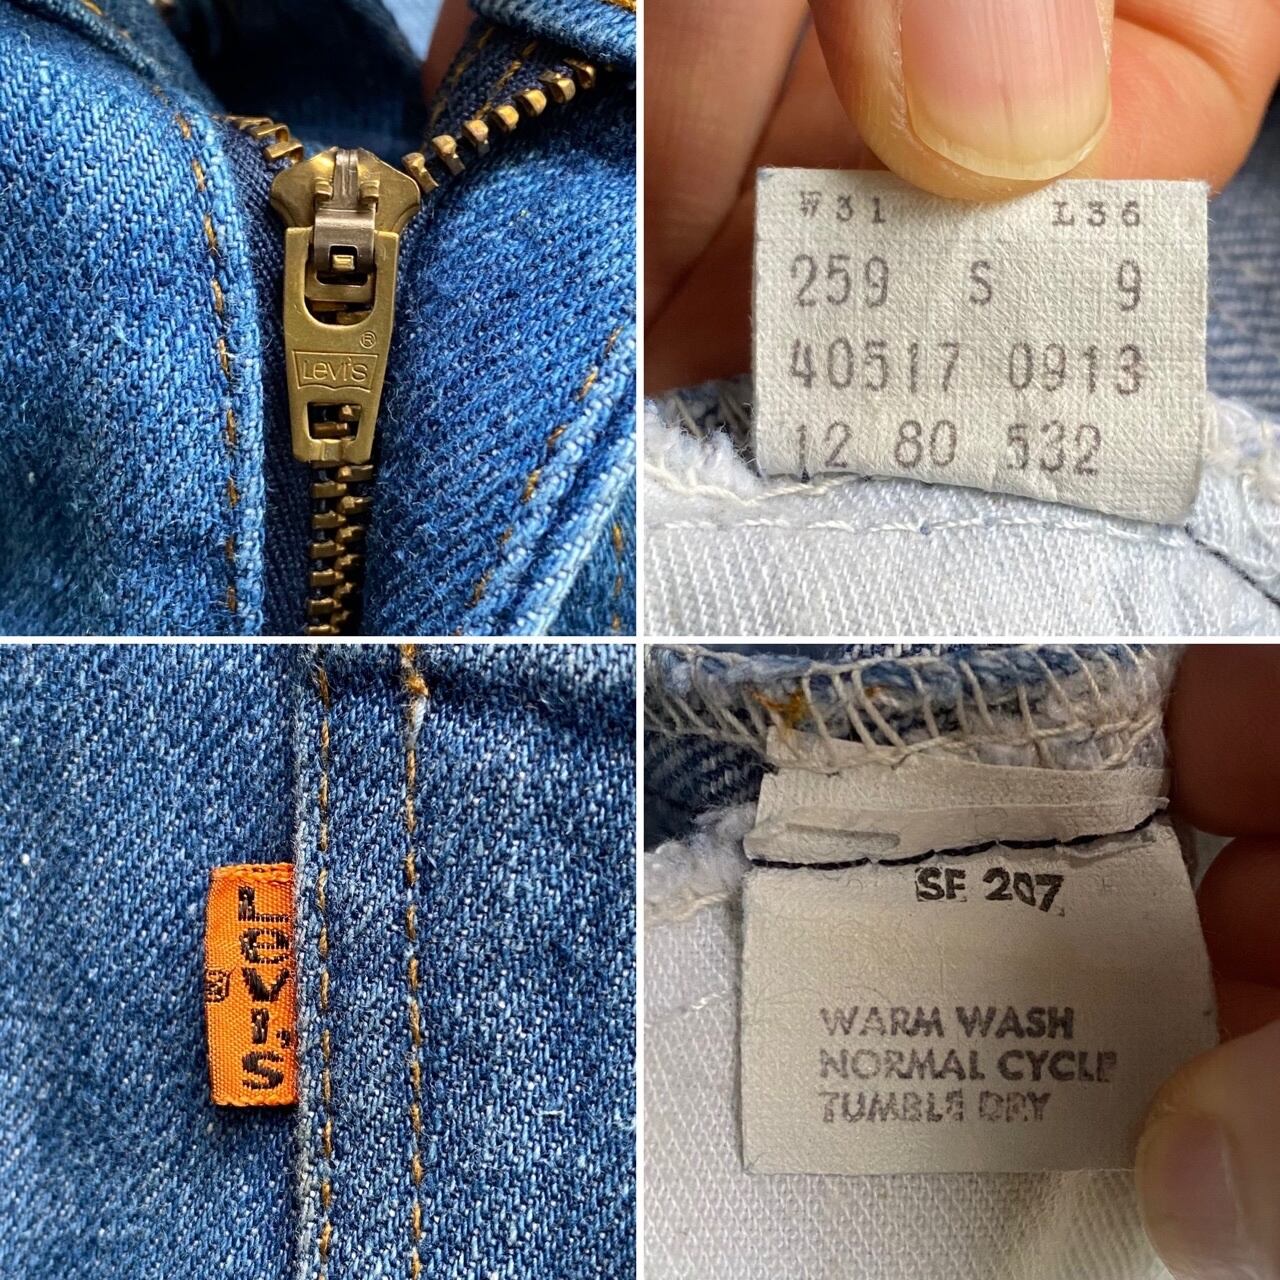 Levi's ®
W31 L36
259 S 9
40517 0913
12 80 532
Levi's ®
SF 207
WARM WASH
NORMAL CYCLE
TUMBLE DRY